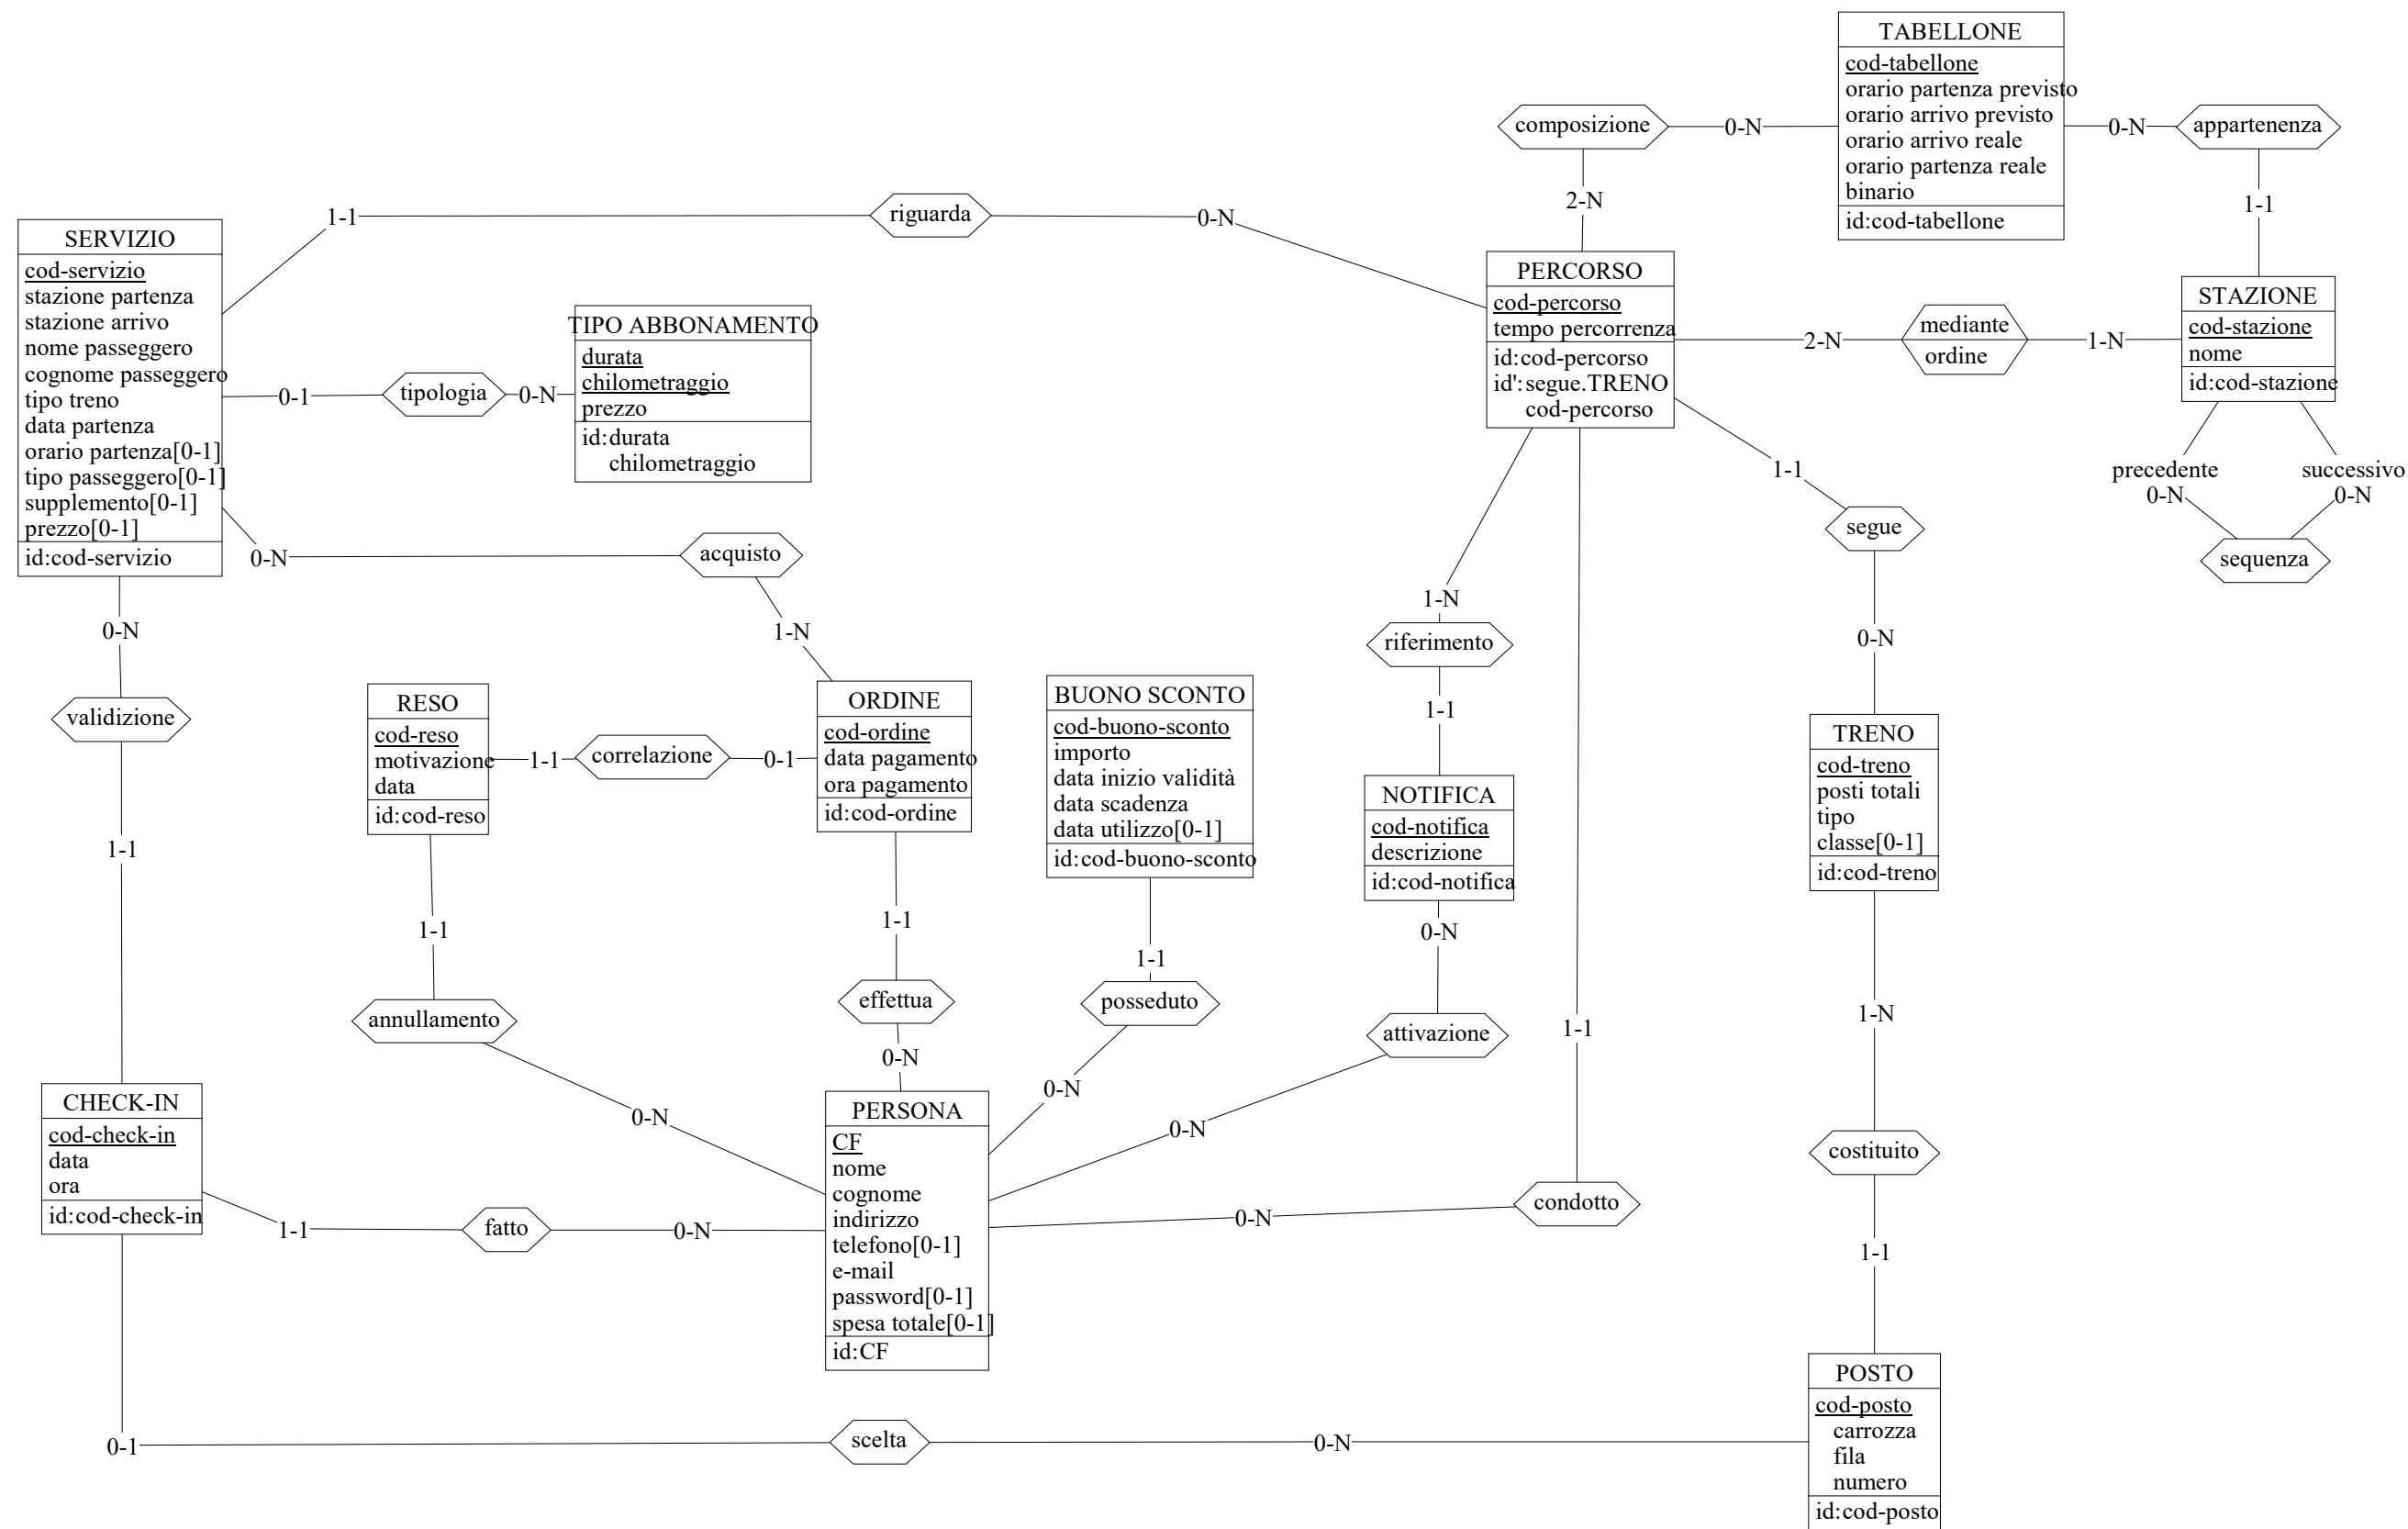 TABELLONE
cod-tabellone
orario partenza previsto
orario arrivo previsto
orario arrivo reale
orario partenza reale
binario
id:cod-tabellone
composizione
0-N
0-N
appartenenza
2-N
1-1
1-1
riguarda
0-N
SERVIZIO
cod-servizio
stazione partenza
stazione arrivo
nome passeggero
cognome passeggero
tipo treno
data partenza
orario partenza[0-1]
tipo passeggero[0-1]
supplemento[0-1]
prezzo[0-1]
id:cod-servizio
TIPO ABBONAMENTO
durata
chilometraggio
prezzo
id:durata
chilometraggio
0-1
tipologia
0-N
PERCORSO
cod-percorso
tempo percorrenza
id:cod-percorso
id':segue.TRENO
cod-percorso
2-N
mediante
ordine
1-N
STAZIONE
cod-stazione
nome
id:cod-stazione
precedente
0-N
successivo
0-N
sequenza
1-1
segue
0-N
0-N
acquisto
1-N
1-N
riferimento
1-1
0-N
validizione
1-1
RESO
cod-reso
motivazione
data
id:cod-reso
1-1
correlazione
0-1
ORDINE
cod-ordine
data pagamento
ora pagamento
id:cod-ordine
BUONO SCONTO
cod-buono-sconto
importo
data inizio validità
data scadenza
data utilizzo[0-1]
id:cod-buono-sconto
NOTIFICA
cod-notifica
descrizione
id:cod-notifica
TRENO
cod-treno
posti totali
tipo
classe[0-1]
id:cod-treno
1-1
annullamento
0-N
1-1
effettua
0-N
1-1
posseduto
0-N
0-N
attivazione
0-N
1-1
condotto
0-N
1-N
costituito
1-1
CHECK-IN
cod-check-in
data
ora
id:cod-check-in
1-1
fatto
0-N
PERSONA
CF
nome
cognome
indirizzo
telefono[0-1]
e-mail
password[0-1]
spesa totale[0-1]
id:CF
0-1
scelta
0-N
POSTO
cod-posto
carrozza
fila
numero
id:cod-posto